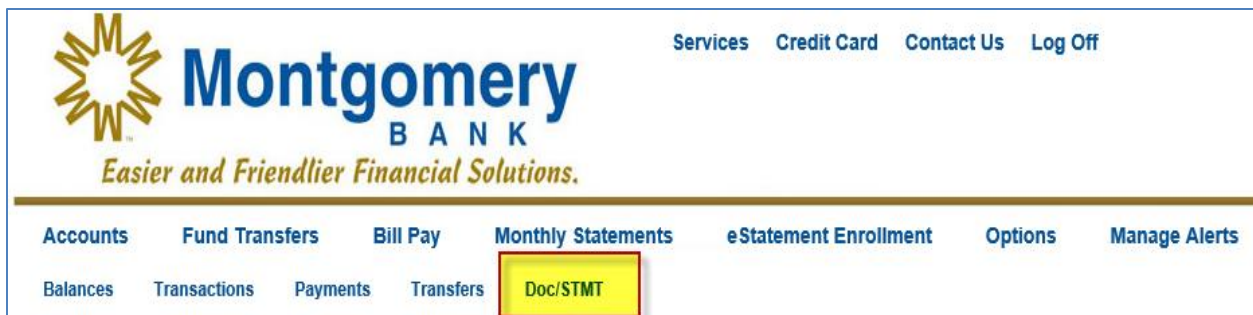 Services Credit Card Contact Us Log Off
Montgomery
BANK
Easier and Friendlier Financial Solutions.
Accounts Fund Transfers Bill Pay Monthly Statements eStatement Enrollment Options Manage Alerts
Balances Transactions Payments Transfers Doc/STMT